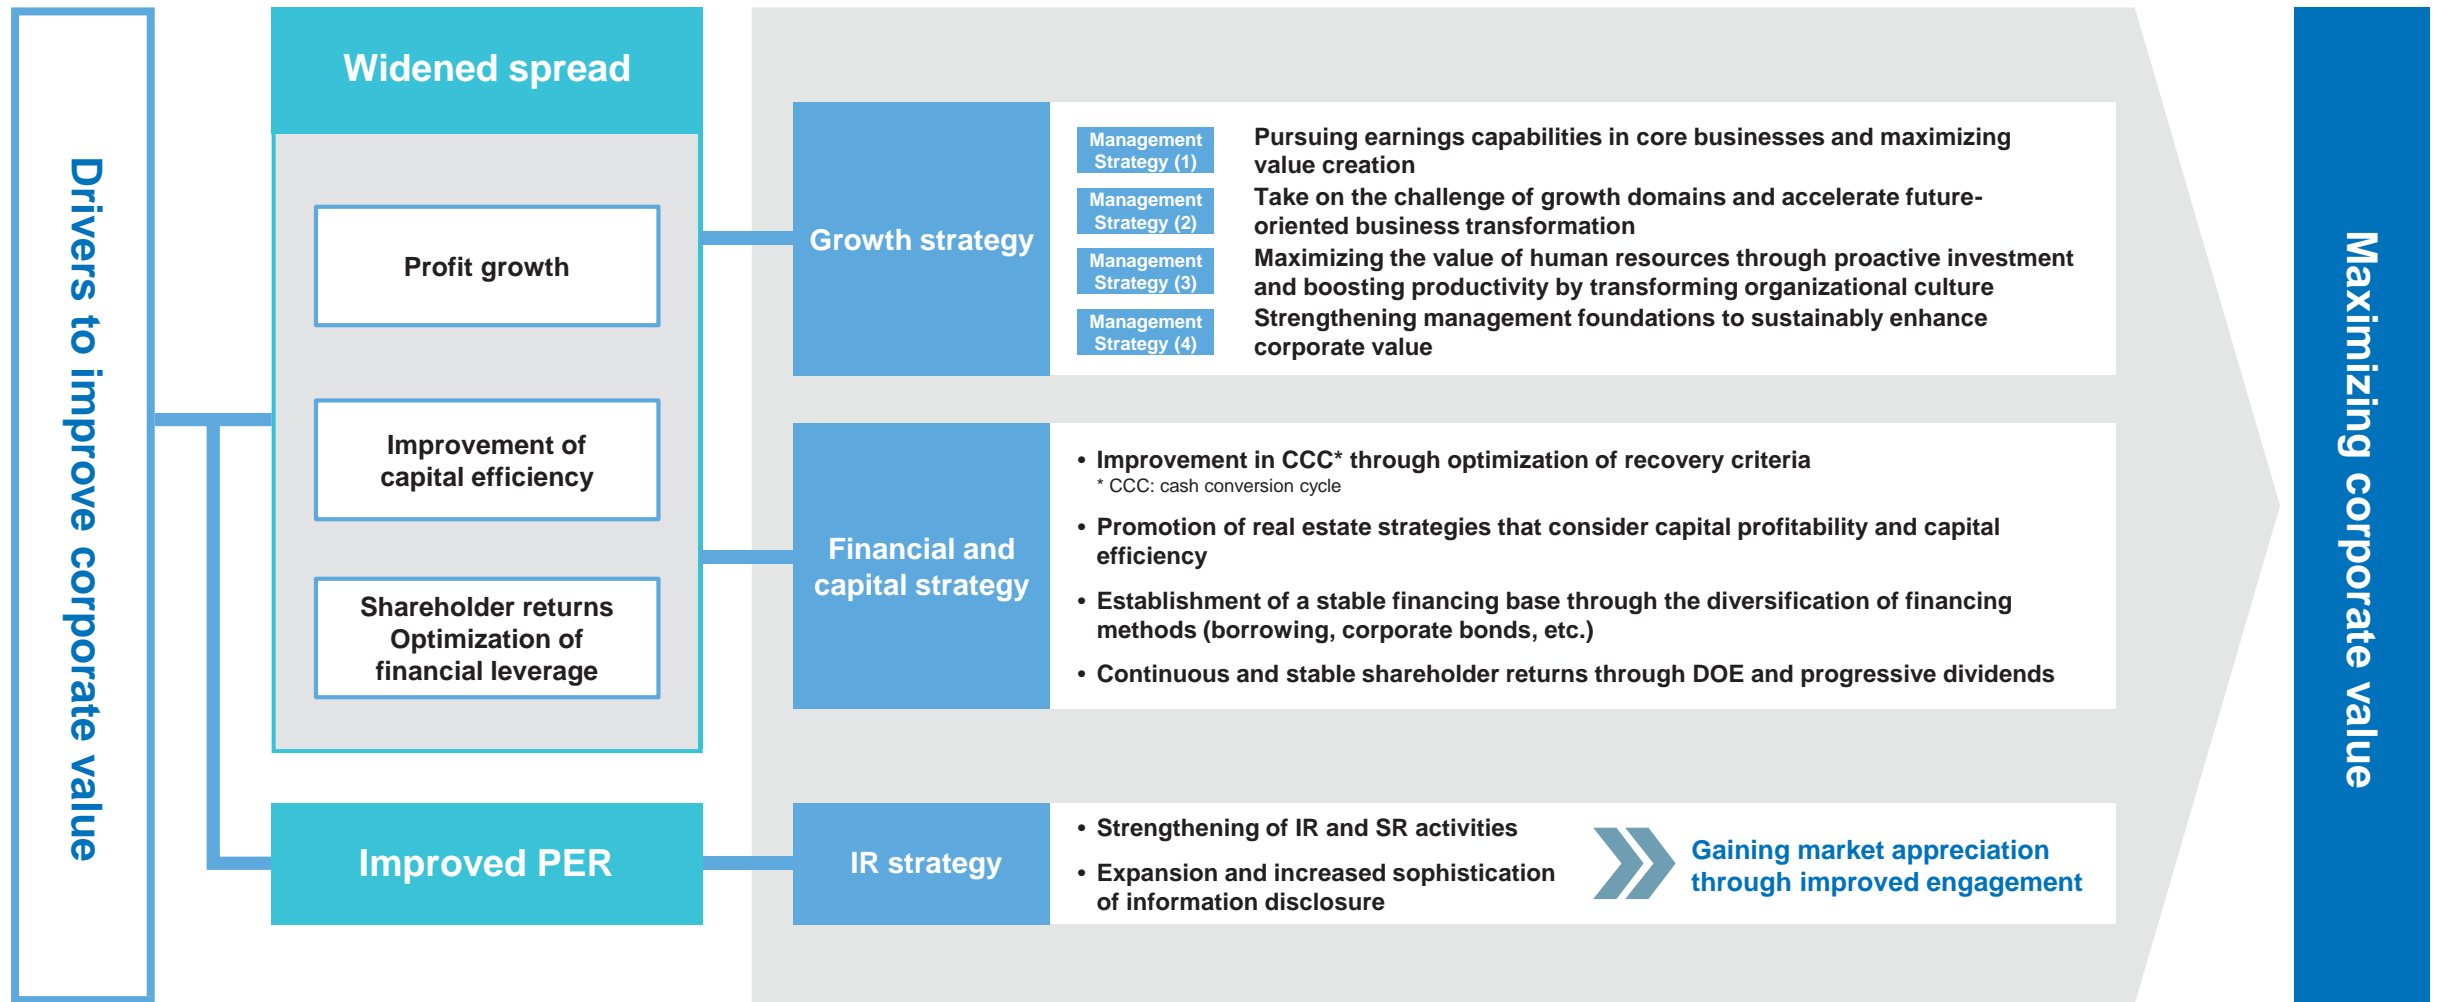 Drivers to improve corporate value
Widened spread
Profit growth
Improvement of
capital efficiency
Shareholder returns
Optimization of
financial leverage
Improved PER
Growth strategy
Management
Strategy (1)
Pursuing earnings capabilities in core businesses and maximizing
value creation
Management
Strategy (2)
Take on the challenge of growth domains and accelerate future-
oriented business transformation
Management
Strategy (3)
Maximizing the value of human resources through proactive investment
and boosting productivity by transforming organizational culture
Management
Strategy (4)
Strengthening management foundations to sustainably enhance
corporate value
Financial and
capital strategy
• Improvement in CCC* through optimization of recovery criteria
* CCC: cash conversion cycle
• Promotion of real estate strategies that consider capital profitability and capital
efficiency
• Establishment of a stable financing base through the diversification of financing
methods (borrowing, corporate bonds, etc.)
• Continuous and stable shareholder returns through DOE and progressive dividends
IR strategy
• Strengthening of IR and SR activities
• Expansion and increased sophistication
of information disclosure
Gaining market appreciation
through improved engagement
Maximizing corporate value